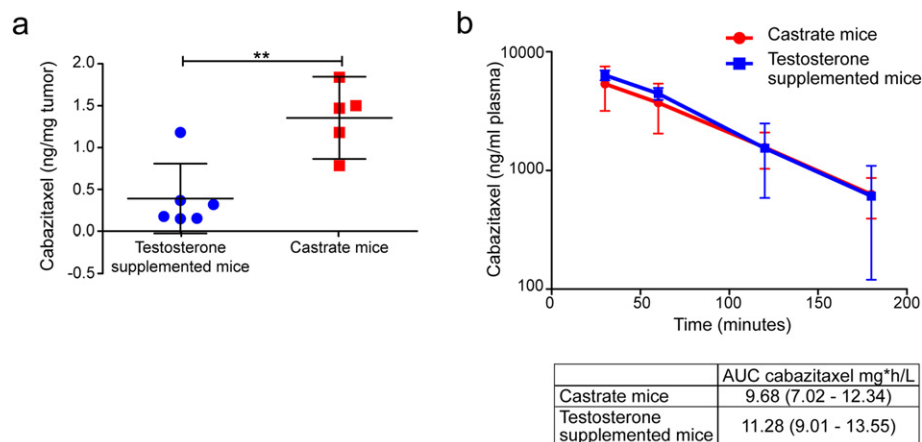 a
**
2.0
1.5
1.0
0.5
0.0
-0.5
Cabazitaxel (ng/mg tumor)
Testosterone
supplemented mice
Castrate mice
b
Castrate mice
Testosterone
supplemented mice
10000
1000
100
Cabazitaxel (ng/ml plasma)
0 50 100 150 200
Time (minutes)
AUC cabazitaxel mg*h/L
Castrate mice 9.68 (7.02 - 12.34)
Testosterone
supplemented mice 11.28 (9.01 - 13.55)